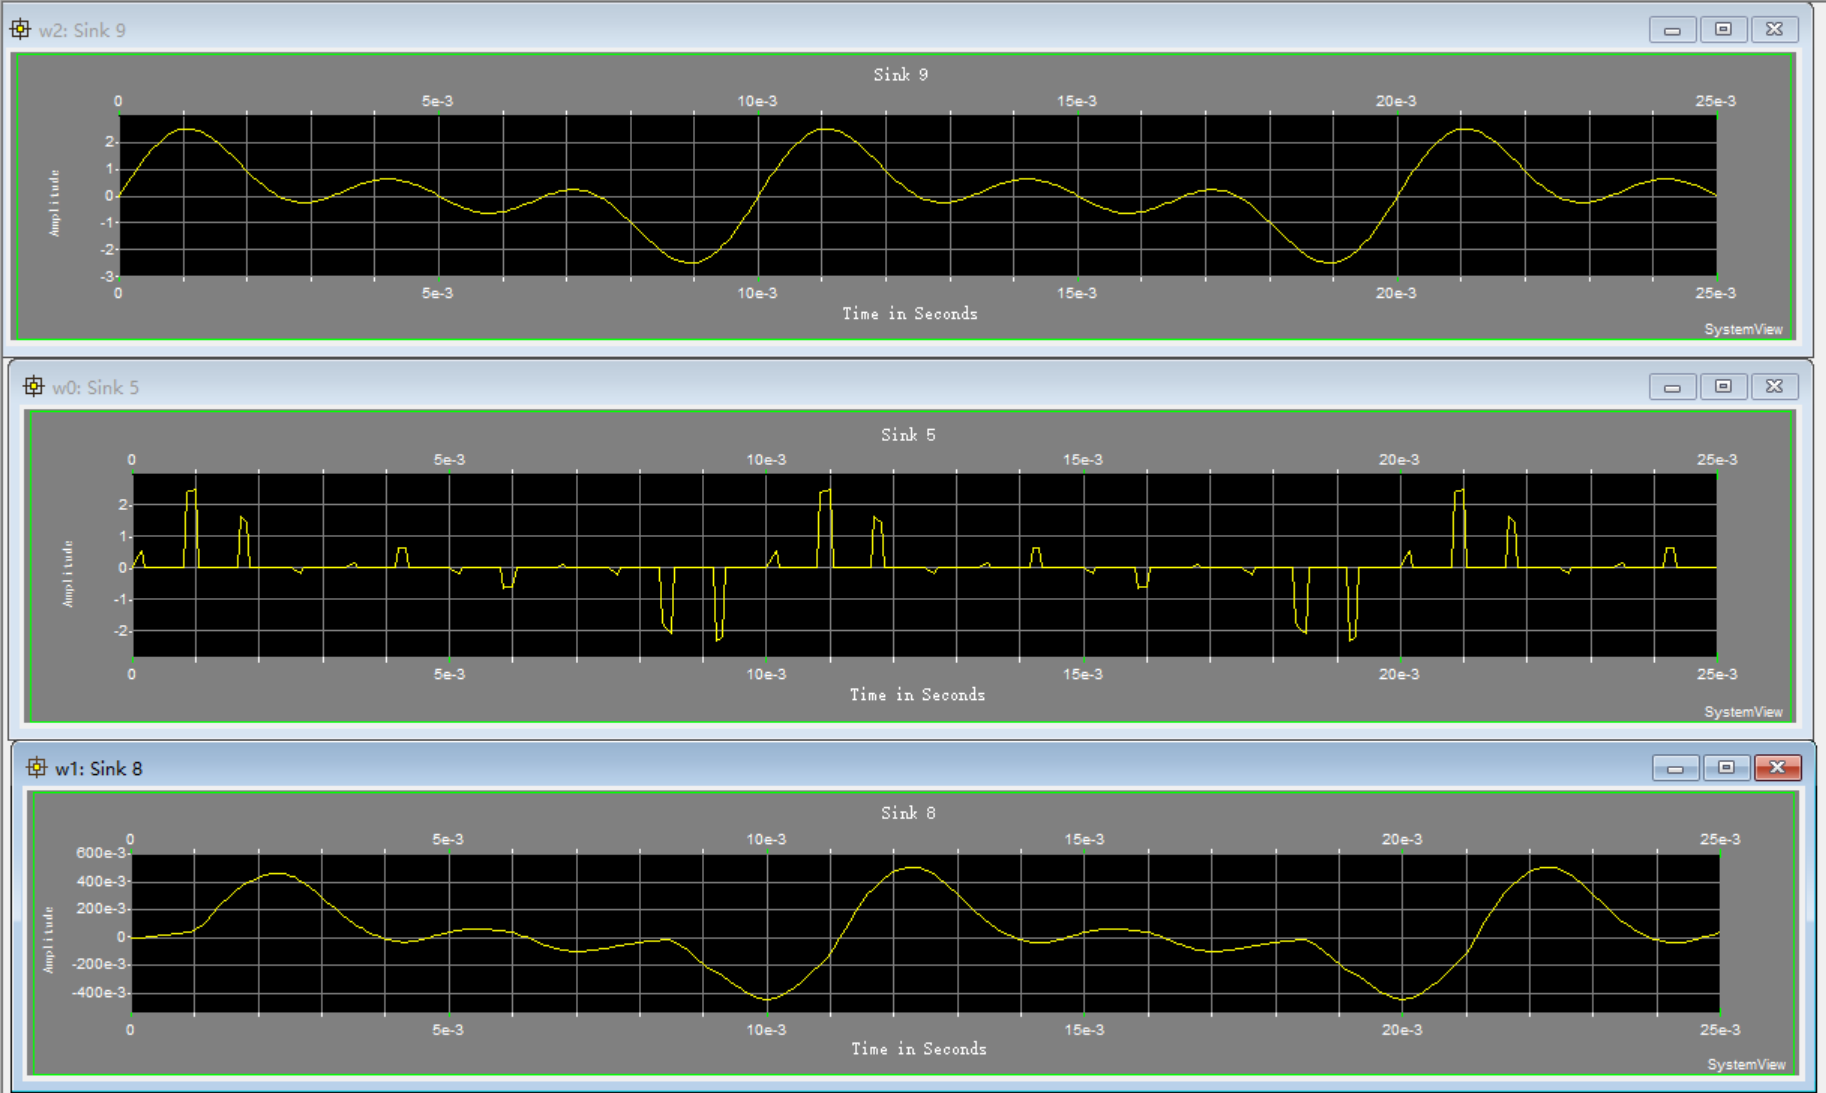 w2: Sink 9
Sink 9
0 5e-3 10e-3 15e-3 20e-3 25e-3
2
1
0
-1
-2
-3
Amplitude
0 5e-3 10e-3 15e-3 20e-3 25e-3
Time in Seconds
SystemView
w0: Sink 5
Sink 5
0 5e-3 10e-3 15e-3 20e-3 25e-3
2
1
0
-1
-2
Amplitude
0 5e-3 10e-3 15e-3 20e-3 25e-3
Time in Seconds
SystemView
w1: Sink 8
Sink 8
0 5e-3 10e-3 15e-3 20e-3 25e-3
600e-3
400e-3
200e-3
0
-200e-3
-400e-3
Amplitude
0 5e-3 10e-3 15e-3 20e-3 25e-3
Time in Seconds
SystemView